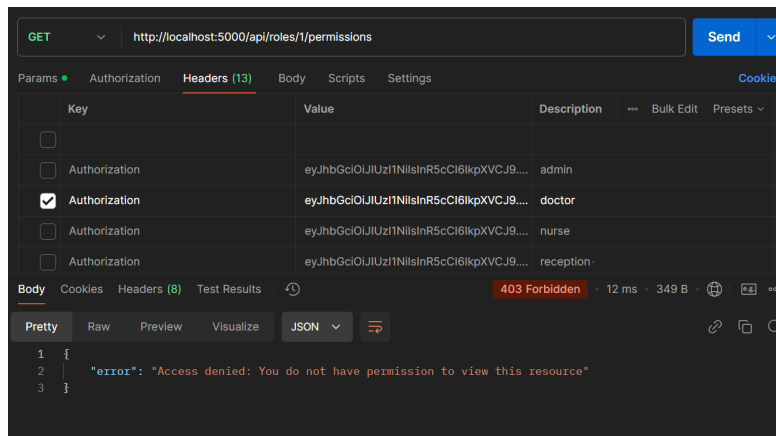 GET http://localhost:5000/api/roles/1/permissions Send
Params Authorization Headers (13) Body Scripts Settings Cookie
Key Value Description Bulk Edit Presets
Authorization eyJhbGciOiJIUzI1NiIsInR5cCI6IkpXVCJ9.... admin
Authorization eyJhbGciOiJIUzI1NiIsInR5cCI6IkpXVCJ9.... doctor
Authorization eyJhbGciOiJIUzI1NiIsInR5cCI6IkpXVCJ9.... nurse
Authorization eyJhbGciOiJIUzI1NiIsInR5cCI6IkpXVCJ9.... reception-
Body Cookies Headers (8) Test Results 403 Forbidden 12 ms 349 B e.g.
Pretty Raw Preview Visualize JSON
1 {
2 "error": "Access denied: You do not have permission to view this resource"
3 }